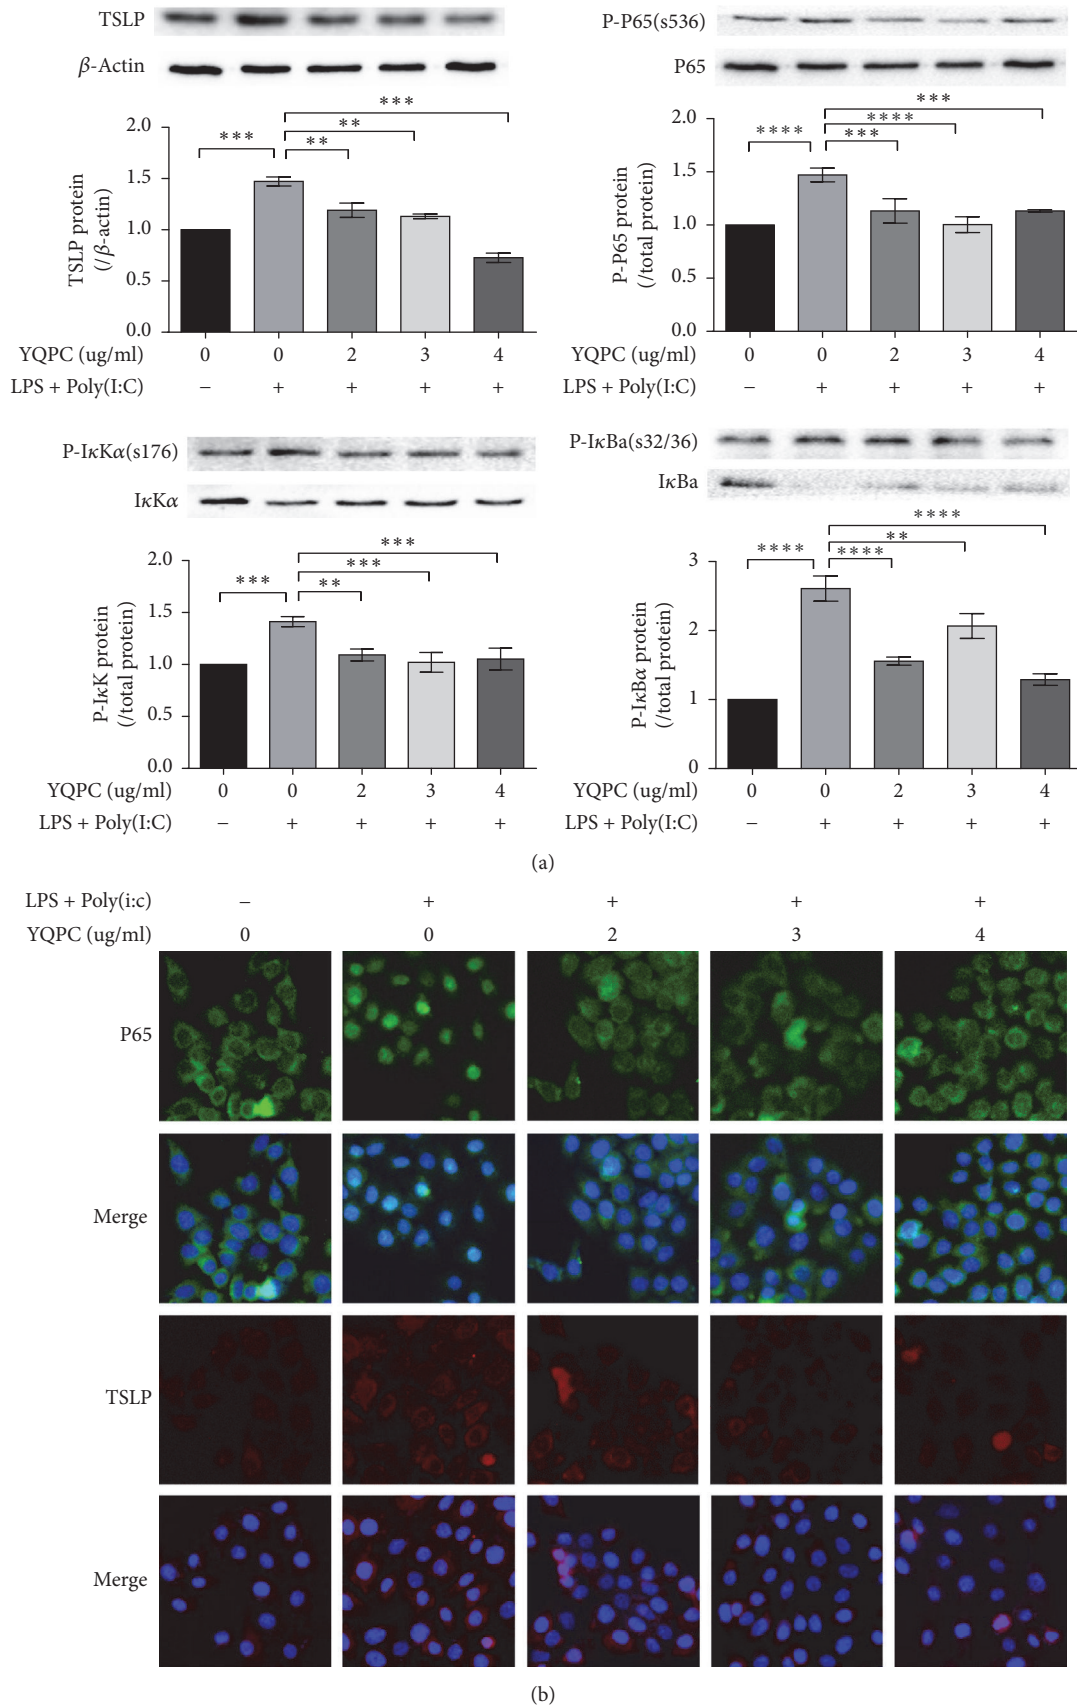 TSLP
β-Actin
***
**
***
**
2.0
1.5
1.0
0.5
0.0
TSLP protein
(/β-actin)
YQPC (ug/ml) 0 0 2 3 4
LPS + Poly(I:C) − + + + +
P-P65(s536)
P65
***
****
****
***
2.0
1.5
1.0
0.5
0.0
P-P65 protein
(/total protein)
YQPC (ug/ml) 0 0 2 3 4
LPS + Poly(I:C) − + + + +
P-IκKα(s176)
IκKα
***
***
***
**
2.0
1.5
1.0
0.5
0.0
P-IκK protein
(/total protein)
YQPC (ug/ml) 0 0 2 3 4
LPS + Poly(I:C) − + + + +
P-IκBa(s32/36)
IκBa
****
**
****
****
3
2
1
0
P-IκBα protein
(/total protein)
YQPC (ug/ml) 0 0 2 3 4
LPS + Poly(I:C) − + + + +
(a)
LPS + Poly(i:c) − + + + +
YQPC (ug/ml) 0 0 2 3 4
P65
Merge
TSLP
Merge
(b)